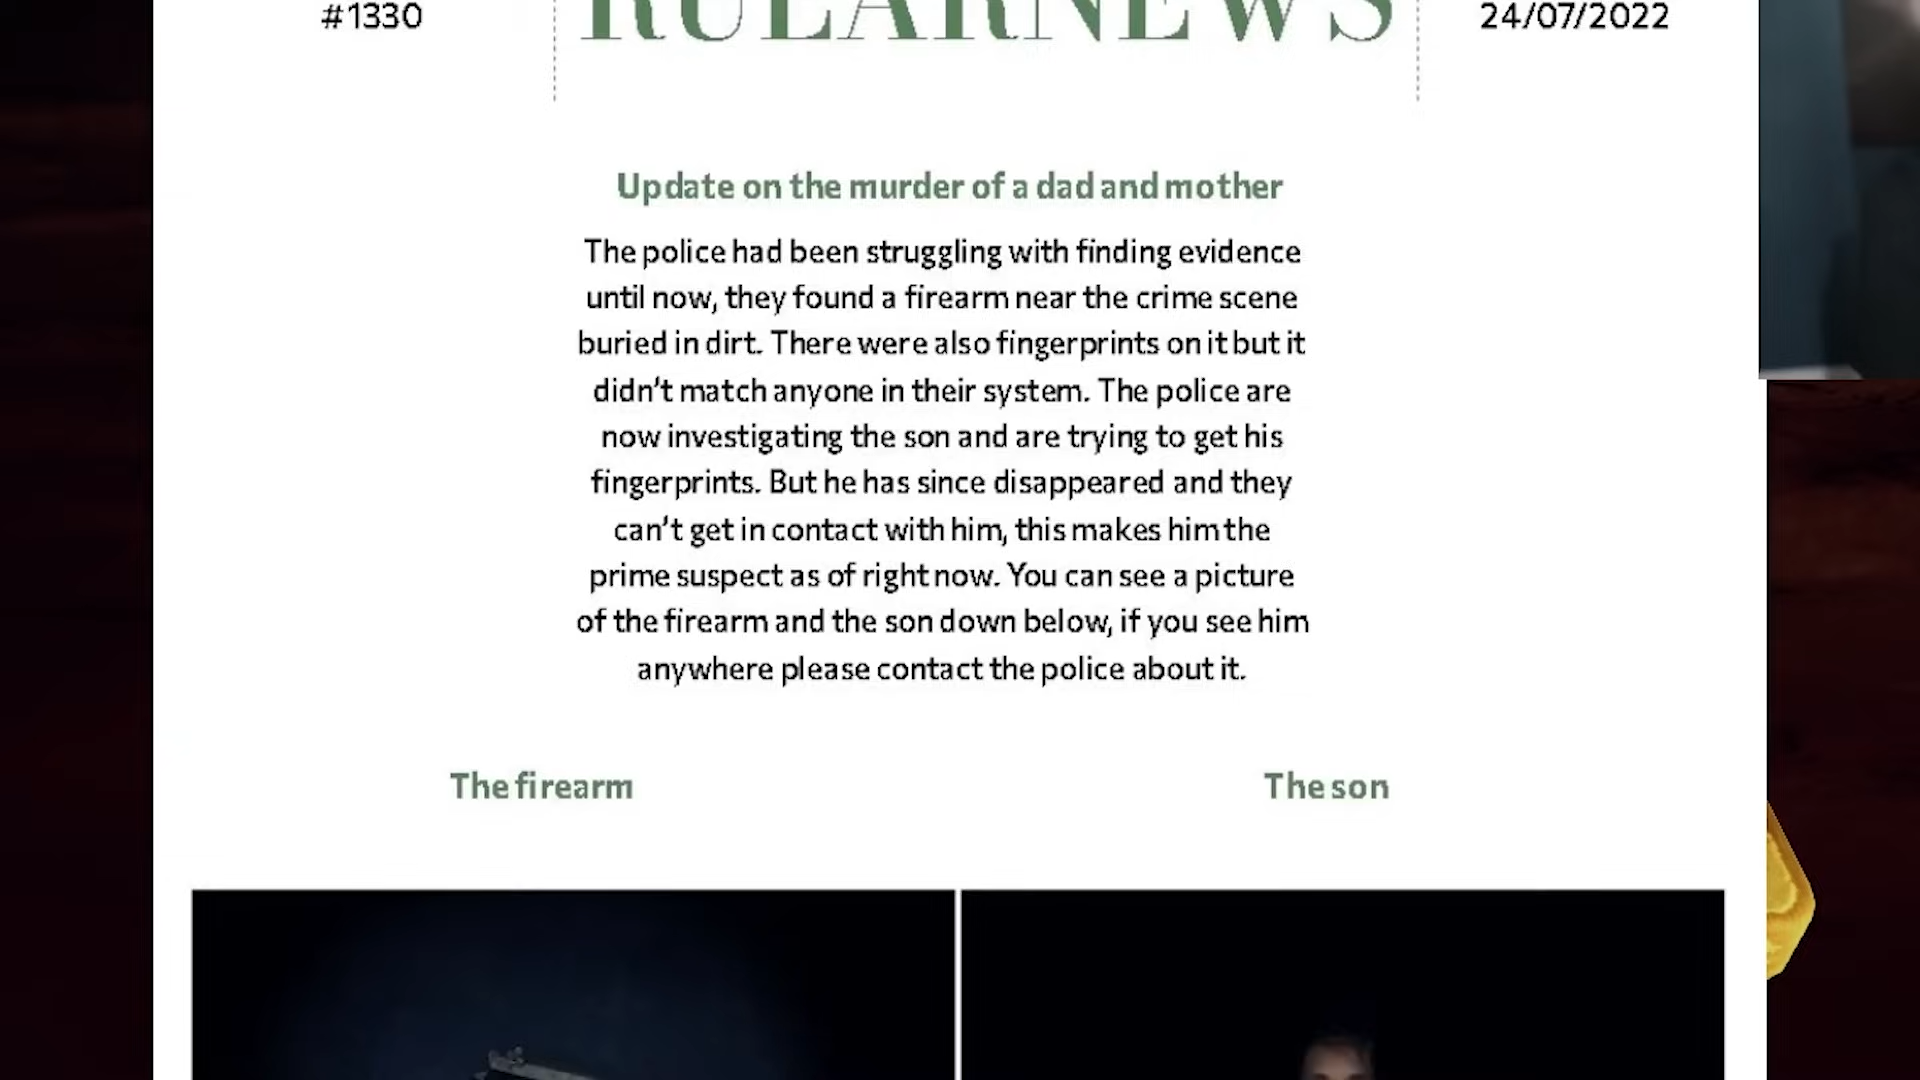 #1330
RULARNEWS
24/07/2022
Update on the murder of a dad and mother
The police had been struggling with finding evidence
until now, they found a firearm near the crime scene
buried in dirt. There were also fingerprints on it but it
didn't match anyone in their system. The police are
now investigating the son and are trying to get his
fingerprints. But he has since disappeared and they
can't get in contact with him, this makes him the
prime suspect as of right now. You can see a picture
of the firearm and the son down below, if you see him
anywhere please contact the police about it.
The firearm
The son